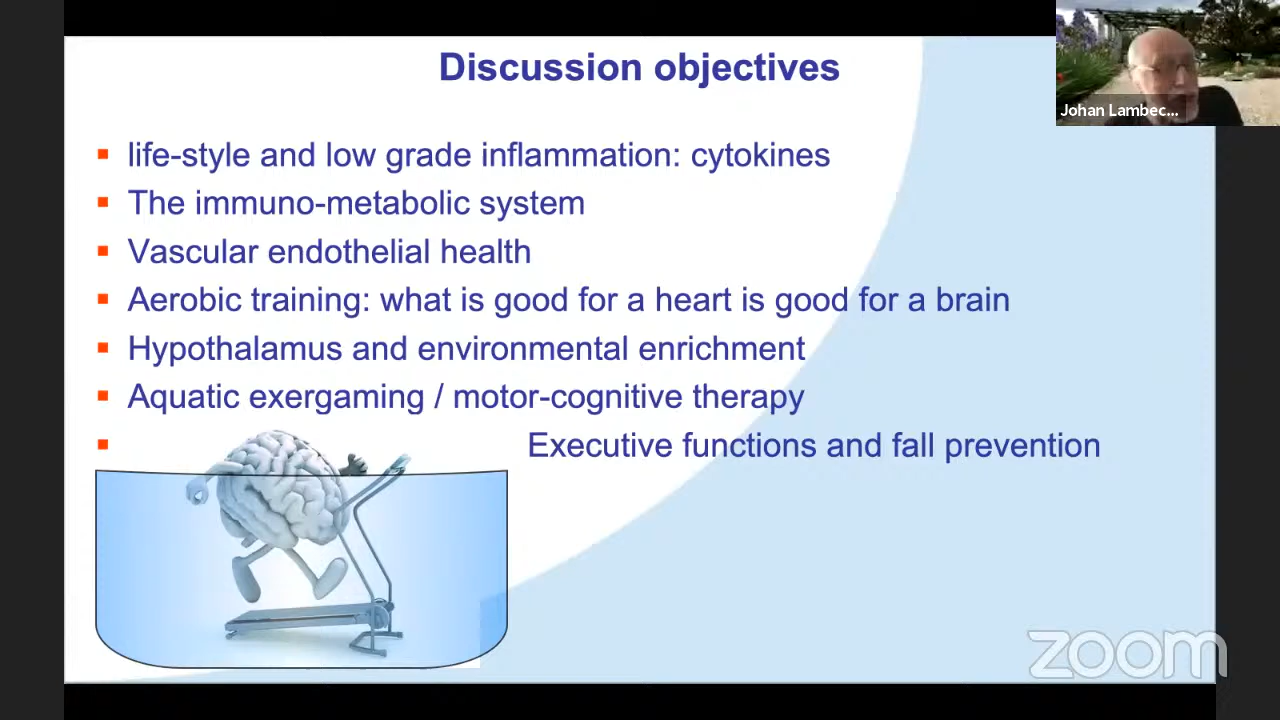 Discussion objectives
Johan Lambec...
life-style and low grade inflammation: cytokines
The immuno-metabolic system
Vascular endothelial health
Aerobic training: what is good for a heart is good for a brain
Hypothalamus and environmental enrichment
Aquatic exergaming / motor-cognitive therapy
Executive functions and fall prevention
zoom